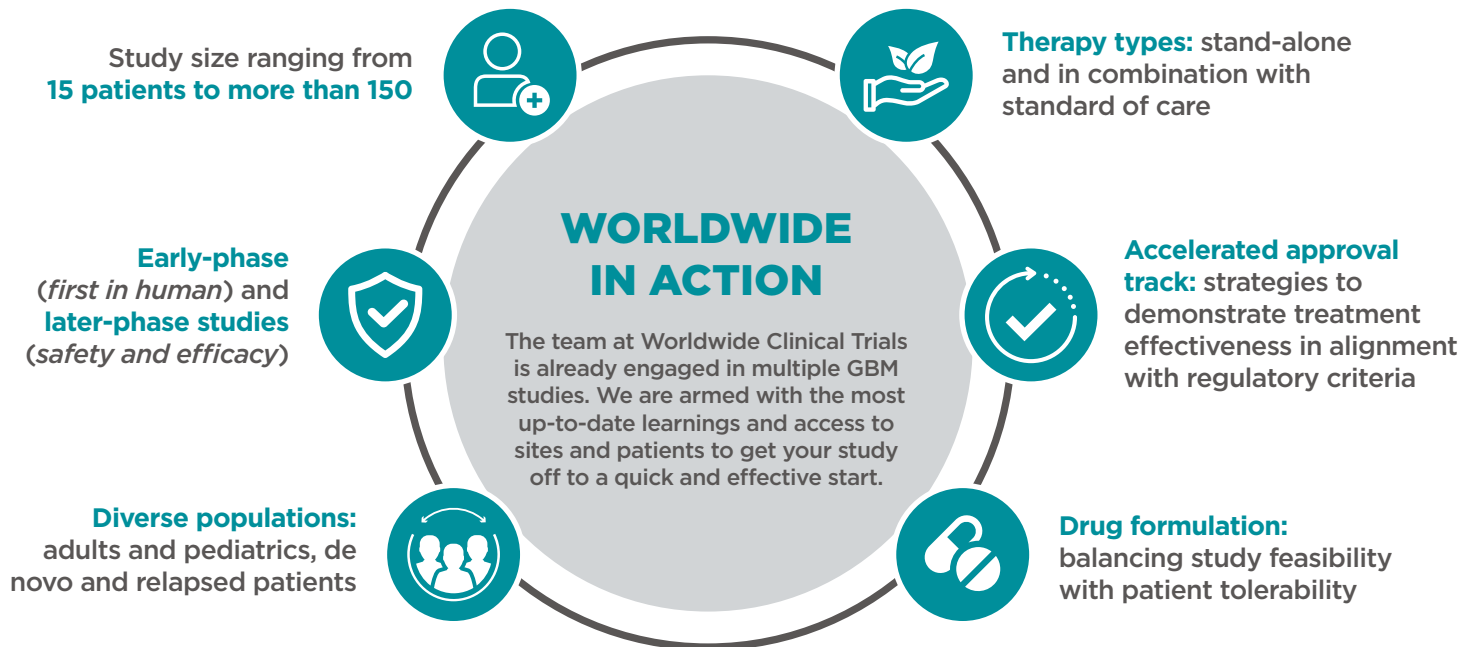 Study size ranging from
15 patients to more than 150
Therapy types: stand-alone
and in combination with
standard of care
Early-phase
(first in human) and
later-phase studies
(safety and efficacy)
WORLDWIDE
IN ACTION
The team at Worldwide Clinical Trials
is already engaged in multiple GBM
studies. We are armed with the most
up-to-date learnings and access to
sites and patients to get your study
off to a quick and effective start.
Accelerated approval
track: strategies to
demonstrate treatment
effectiveness in alignment
with regulatory criteria
Diverse populations:
adults and pediatrics, de
novo and relapsed patients
Drug formulation:
balancing study feasibility
with patient tolerability